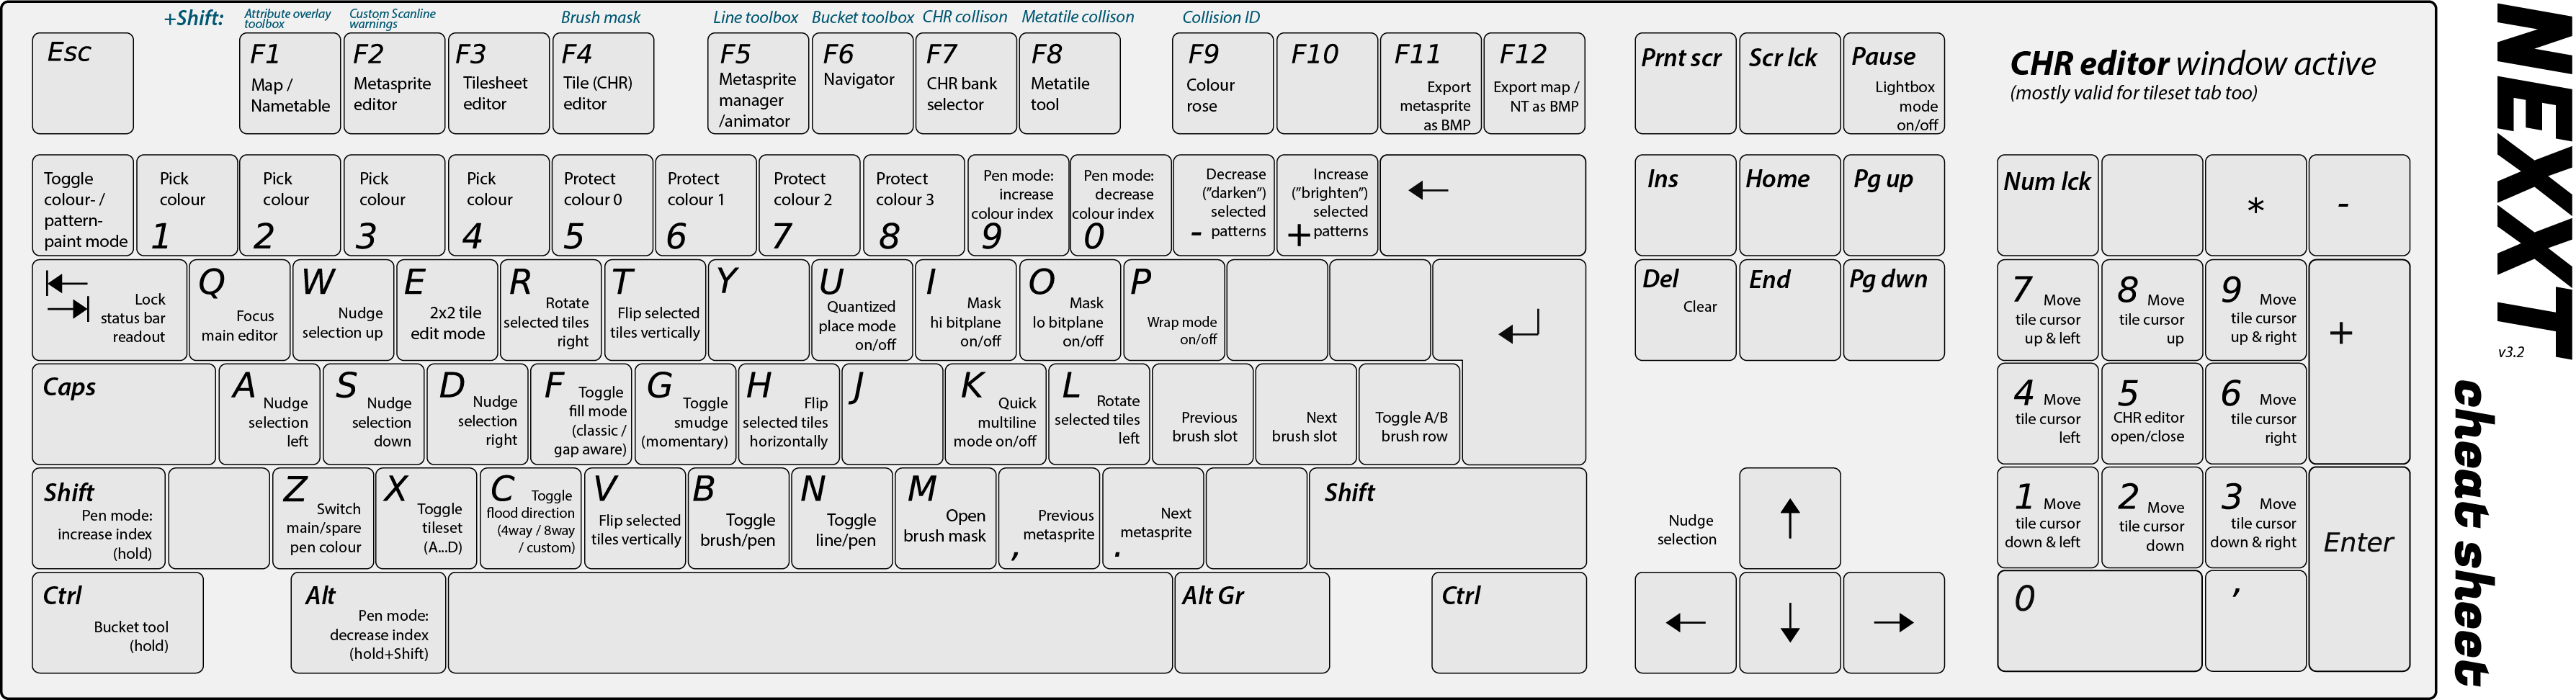 +Shift:
Attribute overlay
toolbox
Custom Scanline
warnings
Brush mask
Line toolbox
Bucket toolbox
CHR collison
Metatile collison
Collision ID
Esc
F1
Map /
Nametable
F2
Metasprite
editor
F3
Tilesheet
editor
F4
Tile (CHR)
editor
F5
Metasprite
manager
/animator
F6
Navigator
F7
CHR bank
selector
F8
Metatile
tool
F9
Colour
rose
F10
F11
Export
metasprite
as BMP
F12
Export map /
NT as BMP
Prnt scr
Scr lck
Pause
Lightbox
mode
on/off
CHR editor window active
(mostly valid for tileset tab too)
Toggle
colour- /
pattern-
paint mode
Pick
colour
1
Pick
colour
2
Pick
colour
3
Pick
colour
4
Protect
colour 0
5
Protect
colour 1
6
Protect
colour 2
7
Protect
colour 3
8
Pen mode:
increase
colour index
9
Pen mode:
decrease
colour index
0
Decrease
("darken")
selected
- patterns
Increase
("brighten")
selected
+ patterns
←
Ins
Home
Pg up
Num lck
*
-
Lock
status bar
readout
Q
Focus
main editor
W
Nudge
selection up
E
2x2 tile
edit mode
R
Rotate
selected tiles
right
T
Flip selected
tiles vertically
Y
U
Quantized
place mode
on/off
I
Mask
hi bitplane
on/off
O
Mask
lo bitplane
on/off
P
Wrap mode
on/off
Del
Clear
End
Pg dwn
7 Move
tile cursor
up & left
8 Move
tile cursor
up
9 Move
tile cursor
up & right
+
Caps
A
Nudge
selection
left
S
Nudge
selection
down
D
Nudge
selection
right
F
Toggle
fill mode
(classic /
gap aware)
G
Toggle
smudge
(momentary)
H
Flip
selected tiles
horizontally
J
K
Quick
multiline
mode on/off
L
Rotate
selected tiles
left
Previous
brush slot
Next
brush slot
Toggle A/B
brush row
4 Move
tile cursor
left
5
CHR editor
open/close
6 Move
tile cursor
right
Shift
Pen mode:
increase index
(hold)
Z
Switch
main/spare
pen colour
X
Toggle
tileset
(A...D)
C
Toggle
flood direction
(4way / 8way
/ custom)
V
Flip selected
tiles vertically
B
Toggle
brush/pen
N
Toggle
line/pen
M
Open
brush mask
Previous
metasprite
,
Next
metasprite
.
Shift
Nudge
selection
↑
1 Move
tile cursor
down & left
2 Move
tile cursor
down
3 Move
tile cursor
down & right
Enter
Ctrl
Bucket tool
(hold)
Alt
Pen mode:
decrease index
(hold+Shift)
Alt Gr
Ctrl
←
↓
→
0
,
NEXXT
v3.2
cheat sheet